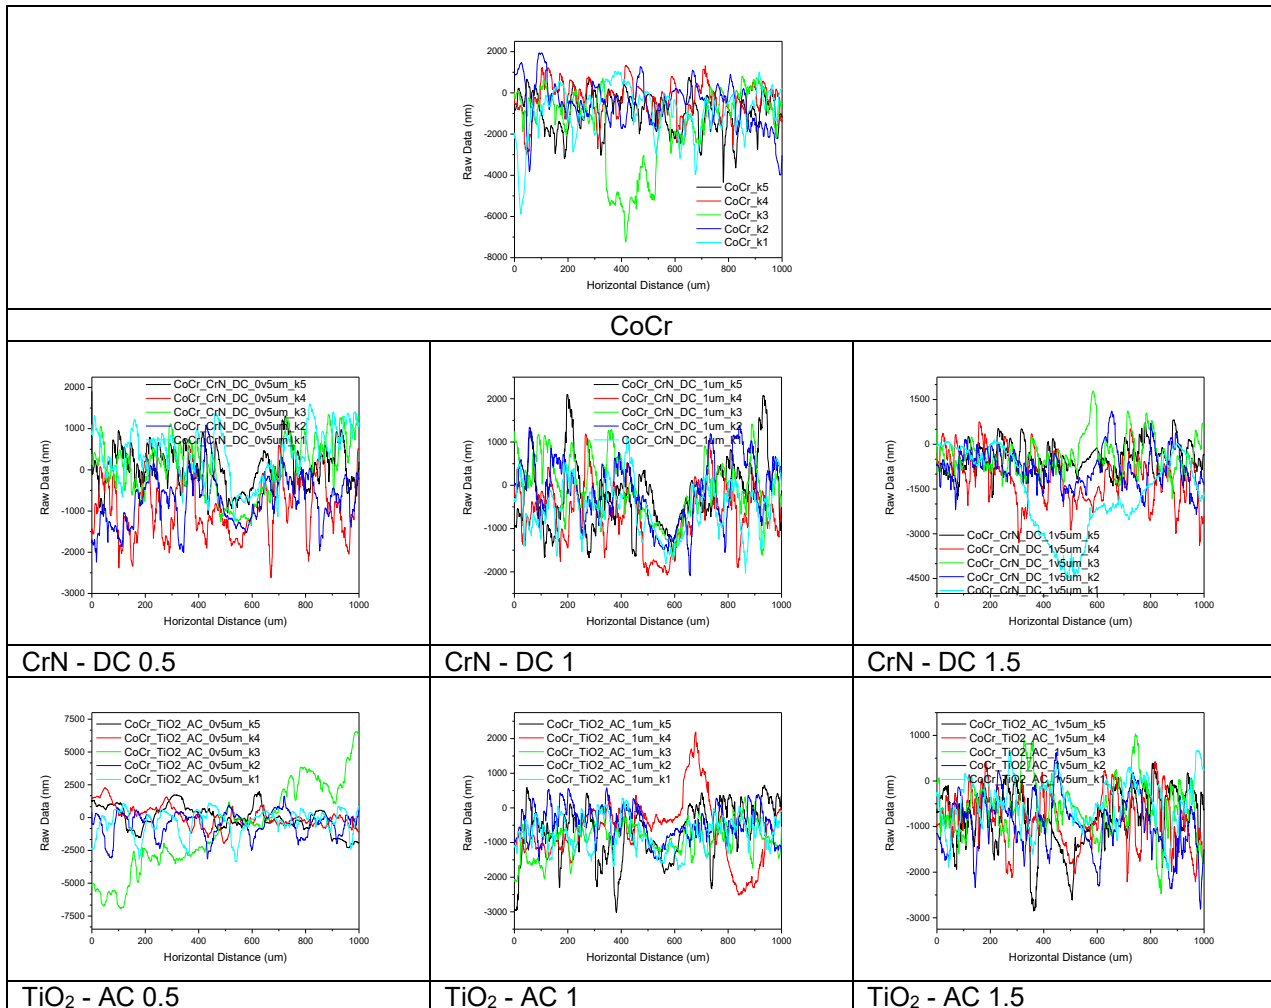 2000
0
-2000
-4000
-6000
-8000
Raw Data (nm)
CoCr_k5
CoCr_k4
CoCr_k3
CoCr_k2
CoCr_k1
0 200 400 600 800 1000
Horizontal Distance (um)
CoCr
2000
1000
0
-1000
-2000
-3000
Raw Data (nm)
CoCr_CrN_DC_0v5um_k5
CoCr_CrN_DC_0v5um_k4
CoCr_CrN_DC_0v5um_k3
CoCr_CrN_DC_0v5um_k2
CoCr_CrN_DC_0v5um_k1
0 200 400 600 800 1000
Horizontal Distance (um)
CrN - DC 0.5
2000
1000
0
-1000
-2000
Raw Data (nm)
CoCr_CrN_DC_1um_k5
CoCr_CrN_DC_1um_k4
CoCr_CrN_DC_1um_k3
CoCr_CrN_DC_1um_k2
CoCr_CrN_DC_1um_k1
0 200 400 600 800 1000
Horizontal Distance (um)
CrN - DC 1
1500
0
-1500
-3000
-4500
Raw Data (nm)
CoCr_CrN_DC_1v5um_k5
CoCr_CrN_DC_1v5um_k4
CoCr_CrN_DC_1v5um_k3
CoCr_CrN_DC_1v5um_k2
CoCr_CrN_DC_1v5um_k1
0 200 400 600 800 1000
Horizontal Distance (um)
CrN - DC 1.5
7500
5000
2500
0
-2500
-5000
-7500
Raw Data (nm)
CoCr_TiO2_AC_0v5um_k5
CoCr_TiO2_AC_0v5um_k4
CoCr_TiO2_AC_0v5um_k3
CoCr_TiO2_AC_0v5um_k2
CoCr_TiO2_AC_0v5um_k1
0 200 400 600 800 1000
Horizontal Distance (um)
TiO₂ - AC 0.5
2000
1000
0
-1000
-2000
-3000
Raw Data (nm)
CoCr_TiO2_AC_1um_k5
CoCr_TiO2_AC_1um_k4
CoCr_TiO2_AC_1um_k3
CoCr_TiO2_AC_1um_k2
CoCr_TiO2_AC_1um_k1
0 200 400 600 800 1000
Horizontal Distance (um)
TiO₂ - AC 1
1500
0
-1000
-2000
-3000
Raw Data (nm)
CoCr_TiO2_AC_1v5um_k5
CoCr_TiO2_AC_1v5um_k4
CoCr_TiO2_AC_1v5um_k3
CoCr_TiO2_AC_1v5um_k2
CoCr_TiO2_AC_1v5um_k1
0 200 400 600 800 1000
Horizontal Distance (um)
TiO₂ - AC 1.5